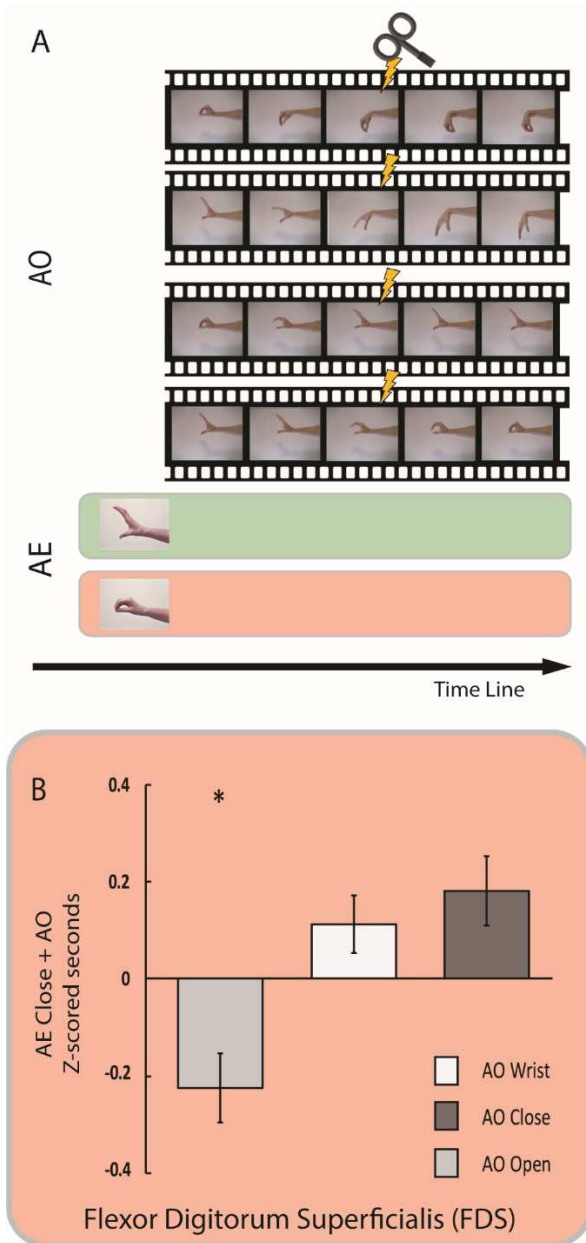 A
AO
AE
Time Line
B
0.4
*
0.2
0
-0.2
-0.4
AE Close + AO
Z-scored seconds
AO Wrist
AO Close
AO Open
Flexor Digitorum Superficialis (FDS)